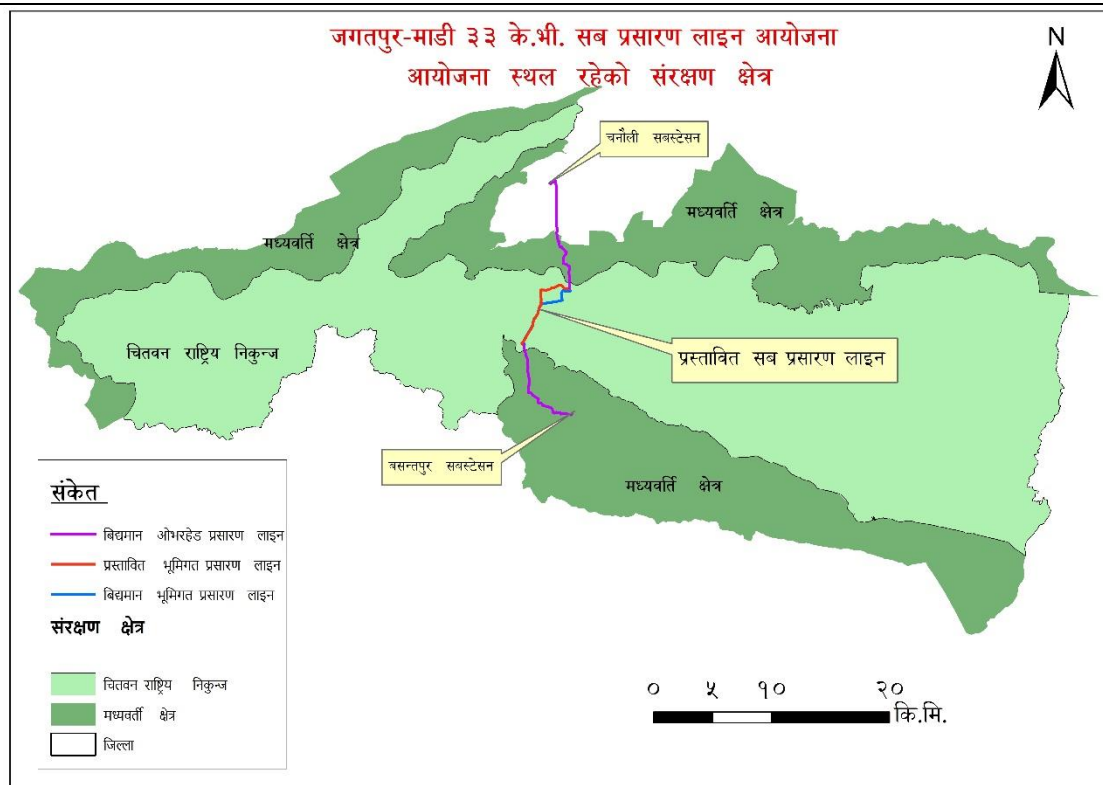 जगतपुर-माडी ३३ के.भी. सब प्रसारण लाइन आयोजना
आयोजना स्थल रहेको संरक्षण क्षेत्र
N
चनौली सबस्टेसन
मध्यवर्ति क्षेत्र
मध्यवर्ति क्षेत्र
चितवन राष्ट्रिय निकुन्ज
प्रस्तावित सब प्रसारण लाइन
बसन्तपुर सबस्टेसन
मध्यवर्ति क्षेत्र
संकेत
बिद्यमान ओभरहेड प्रसारण लाइन
प्रस्तावित भूमिगत प्रसारण लाइन
बिद्यमान भूमिगत प्रसारण लाइन
संरक्षण क्षेत्र
चितवन राष्ट्रिय निकुन्ज
मध्यवर्ती क्षेत्र
जिल्ला
० ५ १० २०
कि.मि.